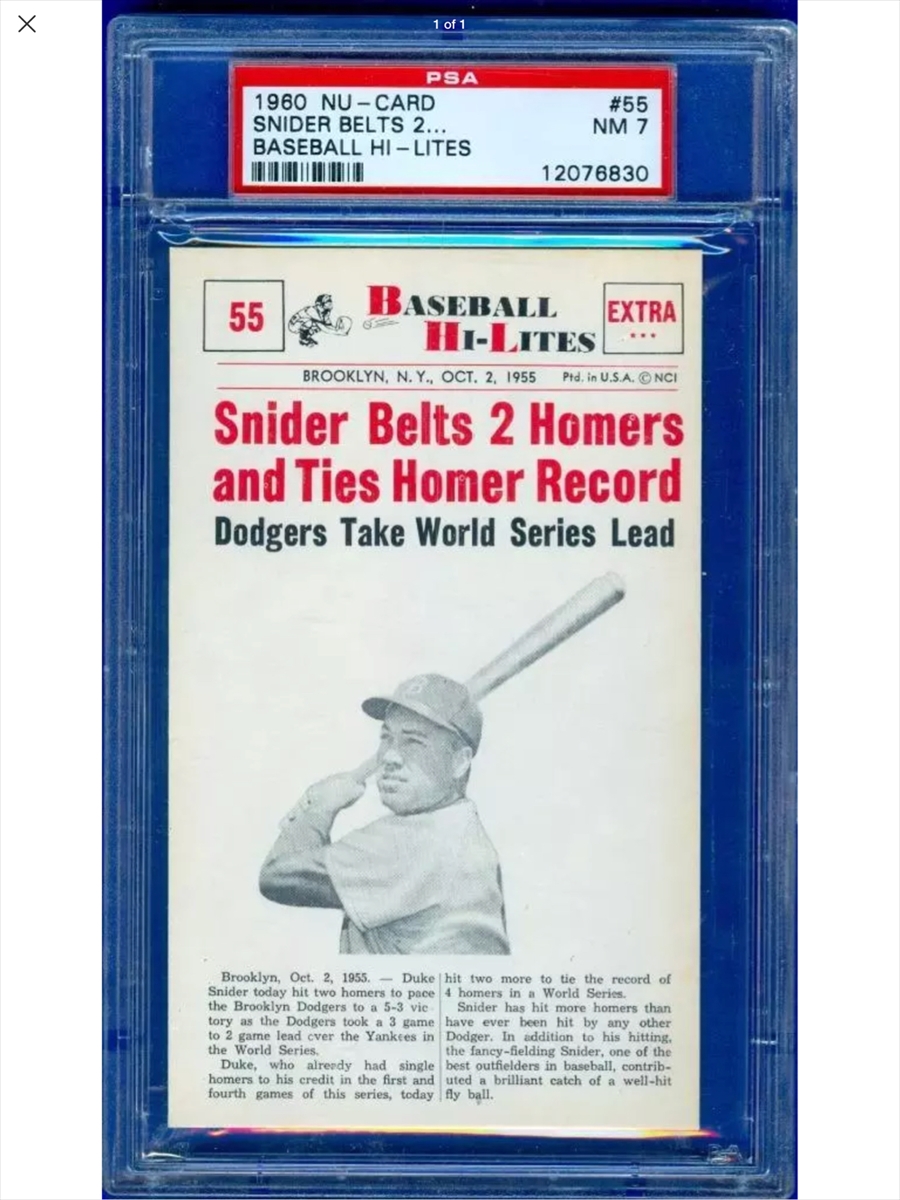 1 of 1
PSA
1960 NU-CARD #55
SNIDER BELTS 2... NM 7
BASEBALL HI-LITES
12076830
55
BASEBALL
HI-LITES
EXTRA
BROOKLYN, N. Y., OCT. 2, 1955 Ptd. in U.S.A. © NCI
Snider Belts 2 Homers
and Ties Homer Record
Dodgers Take World Series Lead
B
Brooklyn, Oct. 2, 1955. — Duke
Snider today hit two homers to pace
the Brooklyn Dodgers to a 5-3 vic
tory as the Dodgers took a 3 game
to 2 game lead over the Yankees in
the World Series.
Duke, who already had single
homers to his credit in the first and
fourth games of this series, today
hit two more to tie the record of
4 homers in a World Series.
Snider has hit more homers than
have ever been hit by any other
Dodger. In addition to his hitting,
the fancy-fielding Snider, one of the
best outfielders in baseball, contrib-
uted a brilliant catch of a well-hit
fly ball.